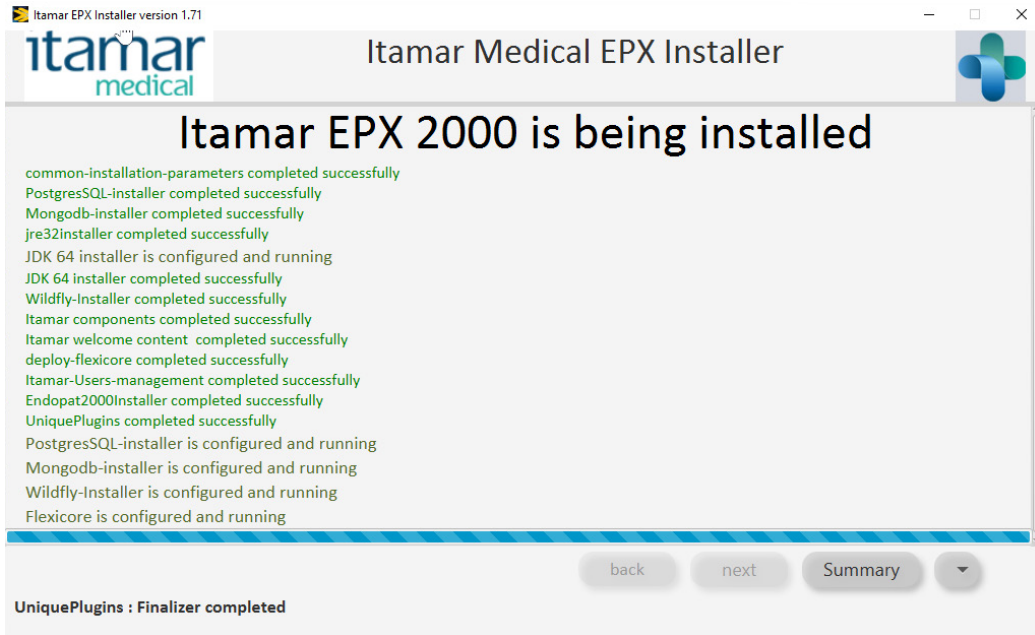 Itamar EPX Installer version 1.71
itamar
medical
Itamar Medical EPX Installer
Itamar EPX 2000 is being installed
common-installation-parameters completed successfully
PostgresSQL-installer completed successfully
Mongodb-installer completed successfully
jre32installer completed successfully
JDK 64 installer is configured and running
JDK 64 installer completed successfully
Wildfly-Installer completed successfully
Itamar components completed successfully
Itamar welcome content  completed successfully
deploy-flexicore completed successfully
Itamar-Users-management completed successfully
Endopat2000Installer completed successfully
UniquePlugins completed successfully
PostgresSQL-installer is configured and running
Mongodb-installer is configured and running
Wildfly-Installer is configured and running
Flexicore is configured and running
back next Summary
UniquePlugins : Finalizer completed